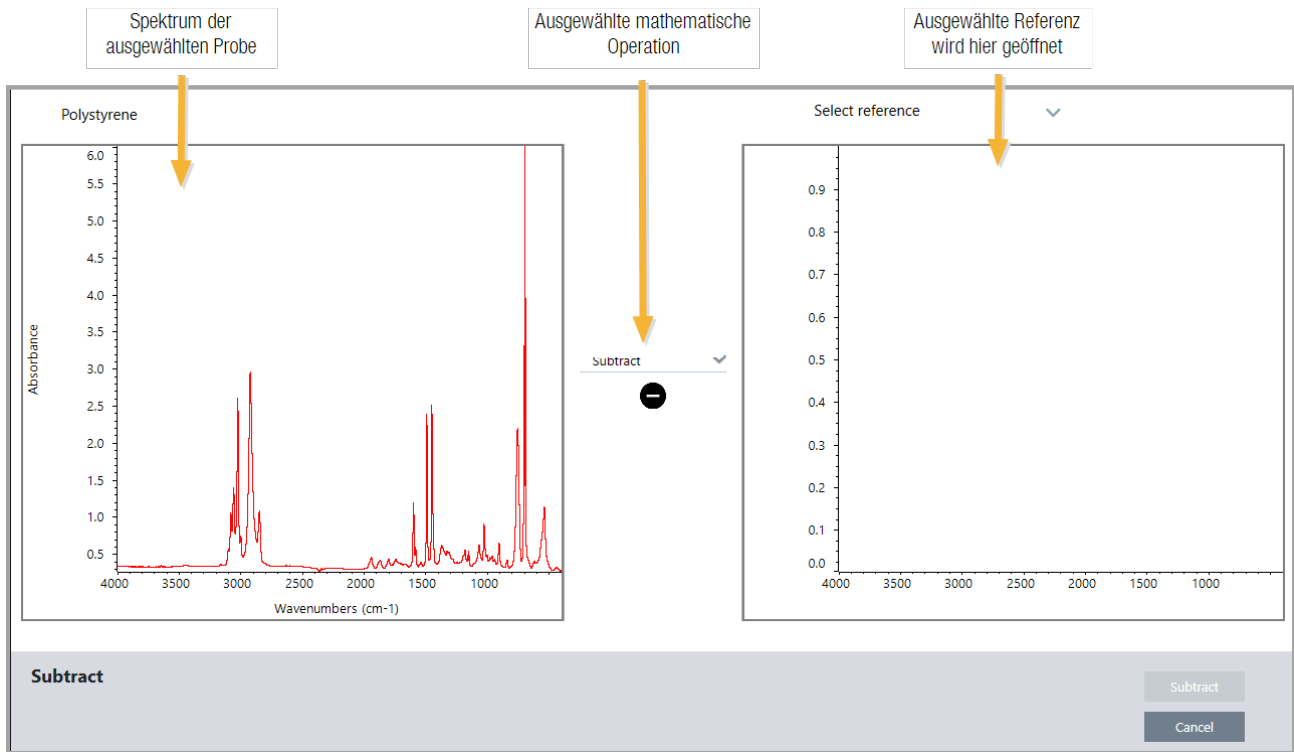 Spektrum der
ausgewählten Probe
Ausgewählte mathematische
Operation
Ausgewählte Referenz
wird hier geöffnet
Polystyrene
Select reference
6.0
5.5
5.0
4.5
4.0
3.5
3.0
2.5
2.0
1.5
1.0
0.5
Absorbance
4000 3500 3000 2500 2000 1500 1000
Wavenumbers (cm-1)
Subtract
0.9
0.8
0.7
0.6
0.5
0.4
0.3
0.2
0.1
0.0
4000 3500 3000 2500 2000 1500 1000
Subtract
Subtract
Cancel